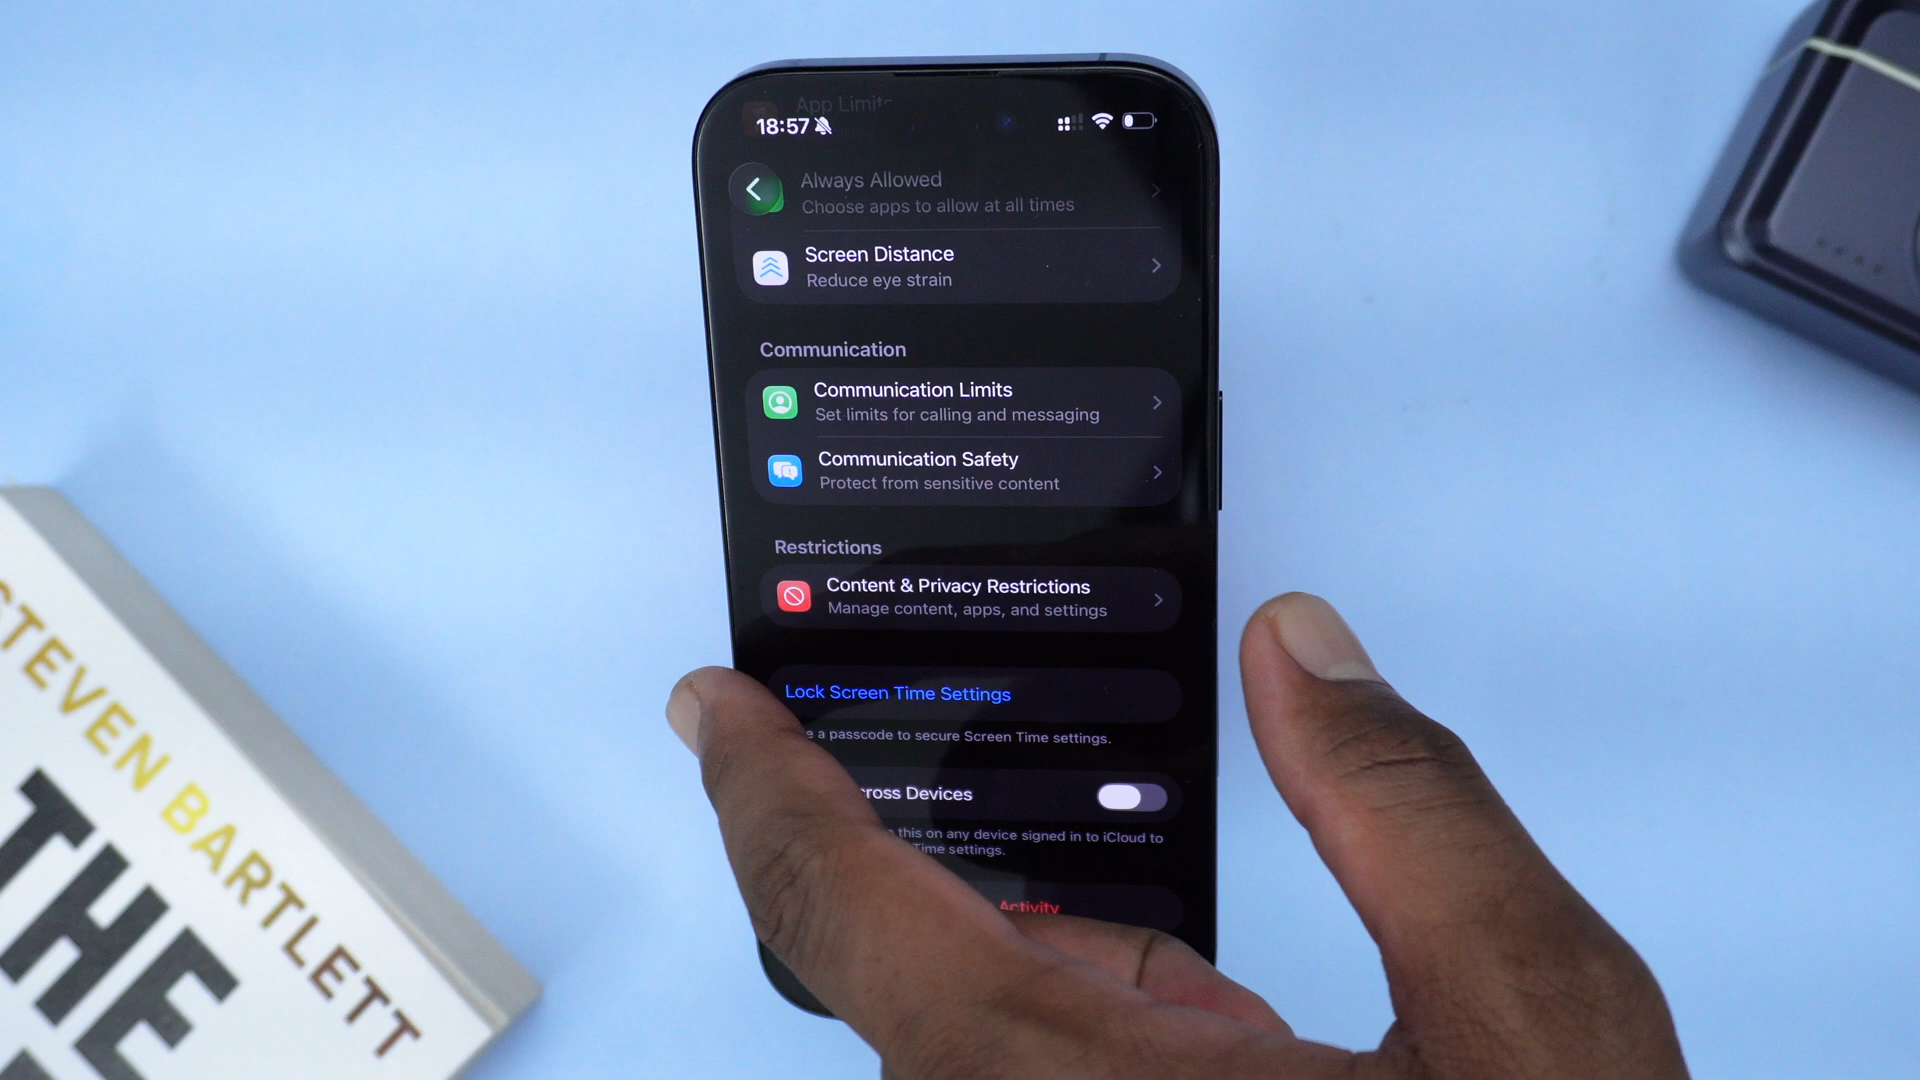 App Limits
18:57
Always Allowed
Choose apps to allow at all times
Screen Distance
Reduce eye strain
Communication
Communication Limits
Set limits for calling and messaging
Communication Safety
Protect from sensitive content
Restrictions
Content & Privacy Restrictions
Manage content, apps, and settings
Lock Screen Time Settings
a passcode to secure Screen Time settings.
Devices
this on any device signed in to iCloud to
Time settings.
Activity
STEVEN BARTLETT
THE